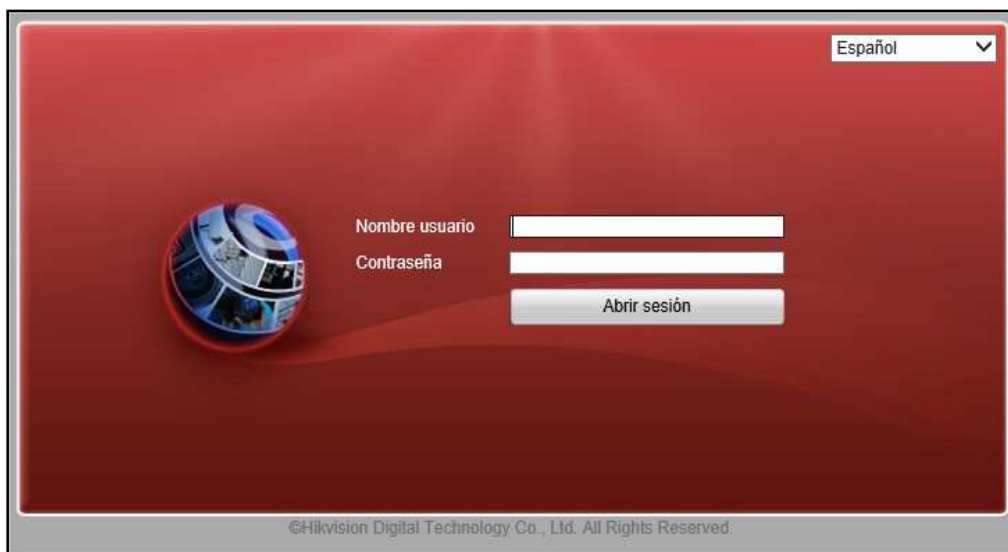 Español
Nombre usuario
Contraseña
Abrir sesión
©Hikvision Digital Technology Co., Ltd. All Rights Reserved.